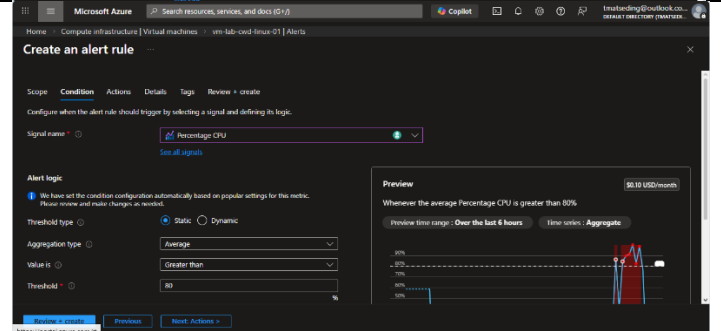 Microsoft Azure
Search resources, services, and docs (G+/)
Copilot
tmatseding@outlook.co...
DEFAULT DIRECTORY (TMATSEDI...
Home > Compute infrastructure | Virtual machines > vm-lab-cwd-linux-01 | Alerts
Create an alert rule ...
Scope Condition Actions Details Tags Review + create
Configure when the alert rule should trigger by selecting a signal and defining its logic.
Signal name *
Percentage CPU
See all signals
Alert logic
We have set the condition configuration automatically based on popular settings for this metric.
Please review and make changes as needed.
Threshold type
Static
Dynamic
Aggregation type
Average
Value is
Greater than
Threshold *
80
%
Preview
$0.10 USD/month
Whenever the average Percentage CPU is greater than 80%
Preview time range : Over the last 6 hours
Time series : Aggregate
90%
80%
70%
60%
50%
Review + create
Previous
Next: Actions >